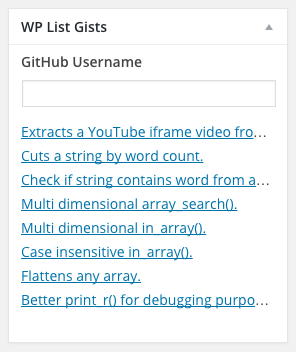 WP List Gists
GitHub Username
Extracts a YouTube iframe video fro...
Cuts a string by word count.
Check if string contains word from a...
Multi dimensional array_search().
Multi dimensional in_array().
Case insensitive in_array().
Flattens any array.
Better print_r() for debugging purpo...